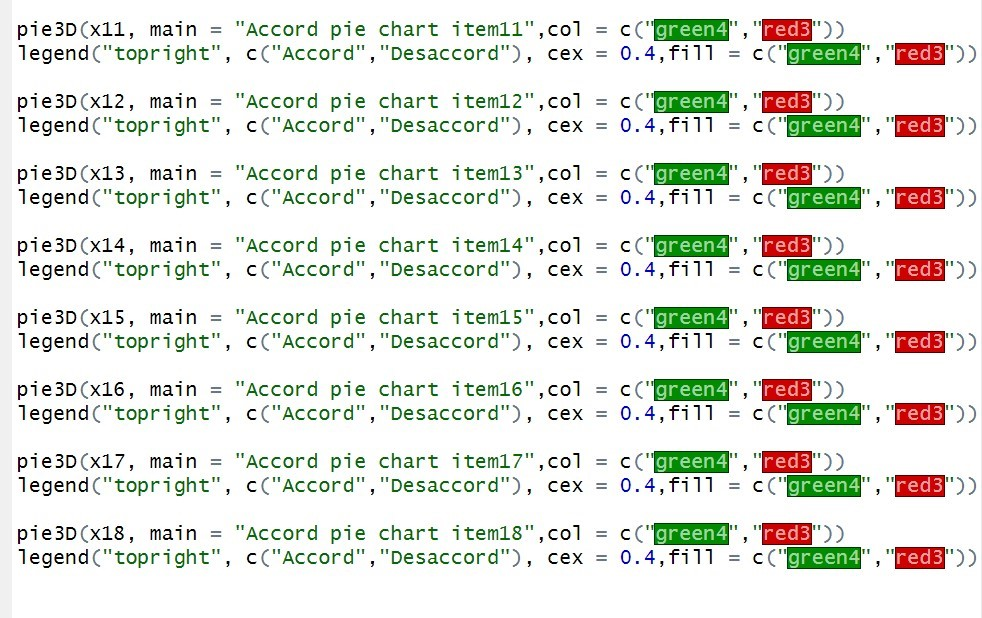 pie3D(x11, main = "Accord pie chart item11",col = c("green4","red3"))
legend("topright", c("Accord","Desaccord"), cex = 0.4,fill = c("green4","red3"))
pie3D(x12, main = "Accord pie chart item12",col = c("green4","red3"))
legend("topright", c("Accord","Desaccord"), cex = 0.4,fill = c("green4","red3"))
pie3D(x13, main = "Accord pie chart item13",col = c("green4","red3"))
legend("topright", c("Accord","Desaccord"), cex = 0.4,fill = c("green4","red3"))
pie3D(x14, main = "Accord pie chart item14",col = c("green4","red3"))
legend("topright", c("Accord","Desaccord"), cex = 0.4,fill = c("green4","red3"))
pie3D(x15, main = "Accord pie chart item15",col = c("green4","red3"))
legend("topright", c("Accord","Desaccord"), cex = 0.4,fill = c("green4","red3"))
pie3D(x16, main = "Accord pie chart item16",col = c("green4","red3"))
legend("topright", c("Accord","Desaccord"), cex = 0.4,fill = c("green4","red3"))
pie3D(x17, main = "Accord pie chart item17",col = c("green4","red3"))
legend("topright", c("Accord","Desaccord"), cex = 0.4,fill = c("green4","red3"))
pie3D(x18, main = "Accord pie chart item18",col = c("green4","red3"))
legend("topright", c("Accord","Desaccord"), cex = 0.4,fill = c("green4","red3"))